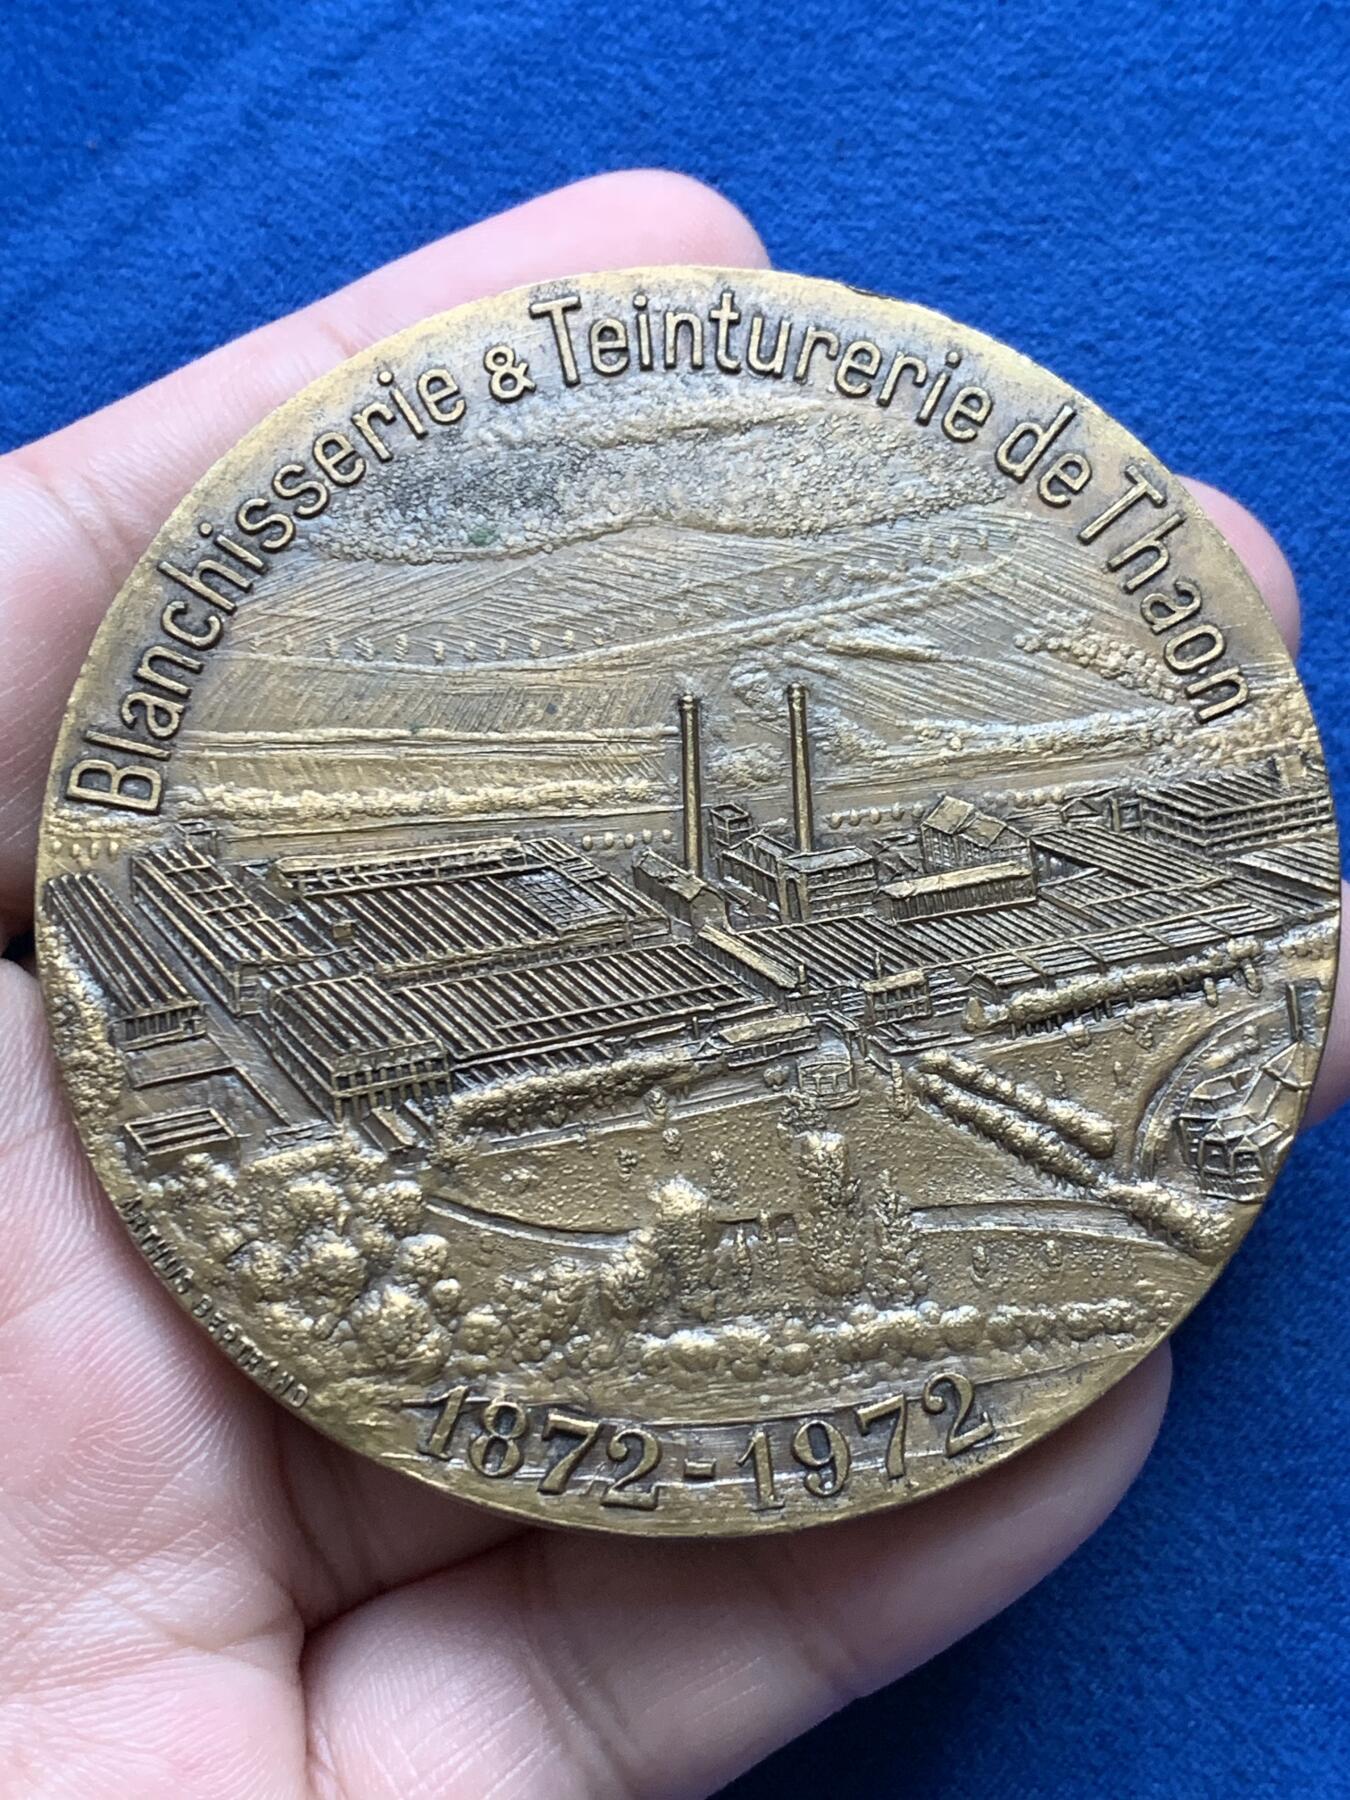 Blanchisserie & Teinturerie de Thaon
ARTHUS BERTRAND
1872-1972